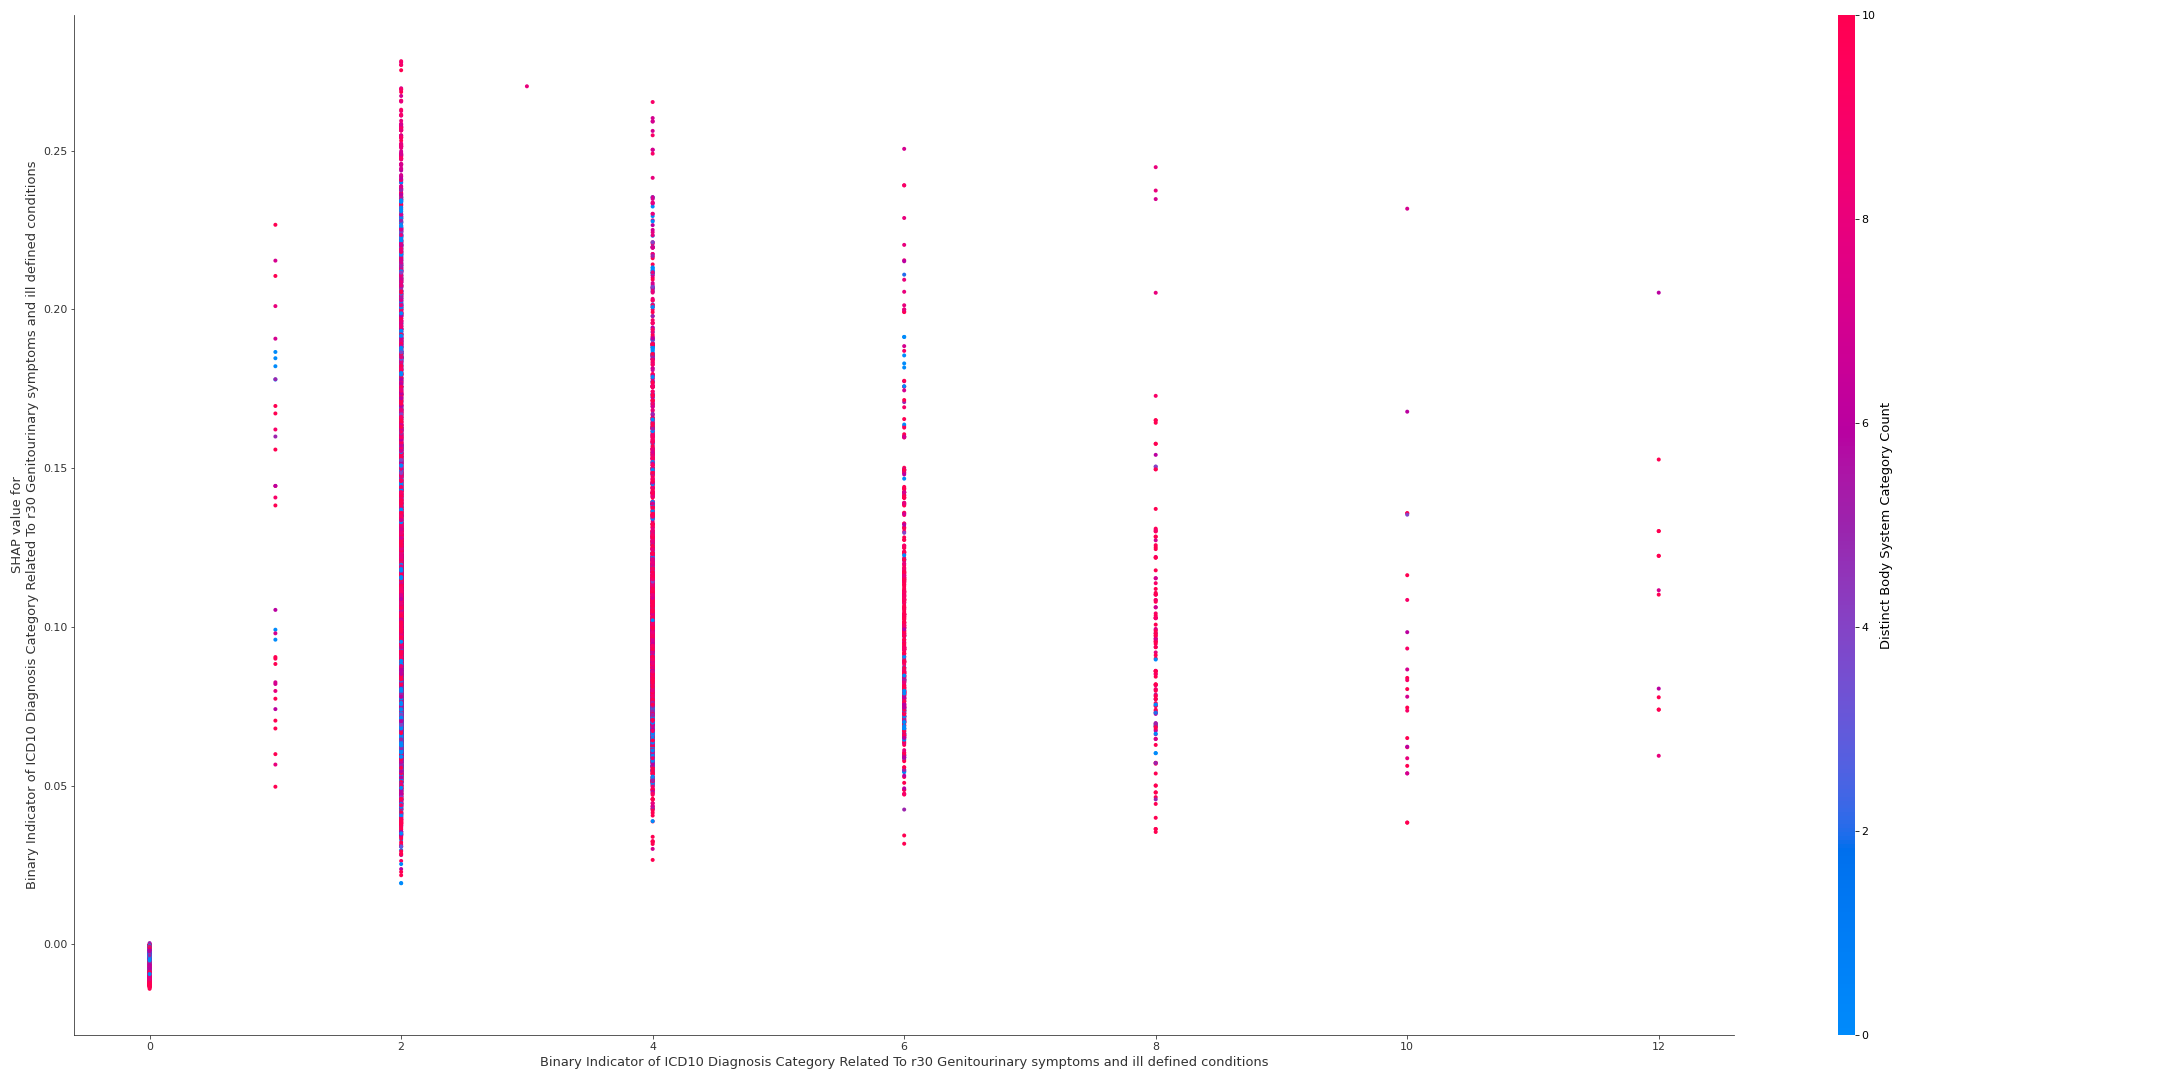 SHAP value for
Binary Indicator of ICD10 Diagnosis Category Related To r30 Genitourinary symptoms and ill defined conditions
0.25
0.20
0.15
0.10
0.05
0.00
0 2 4 6 8 10 12
Binary Indicator of ICD10 Diagnosis Category Related To r30 Genitourinary symptoms and ill defined conditions
10
8
6
4
2
0
Distinct Body System Category Count